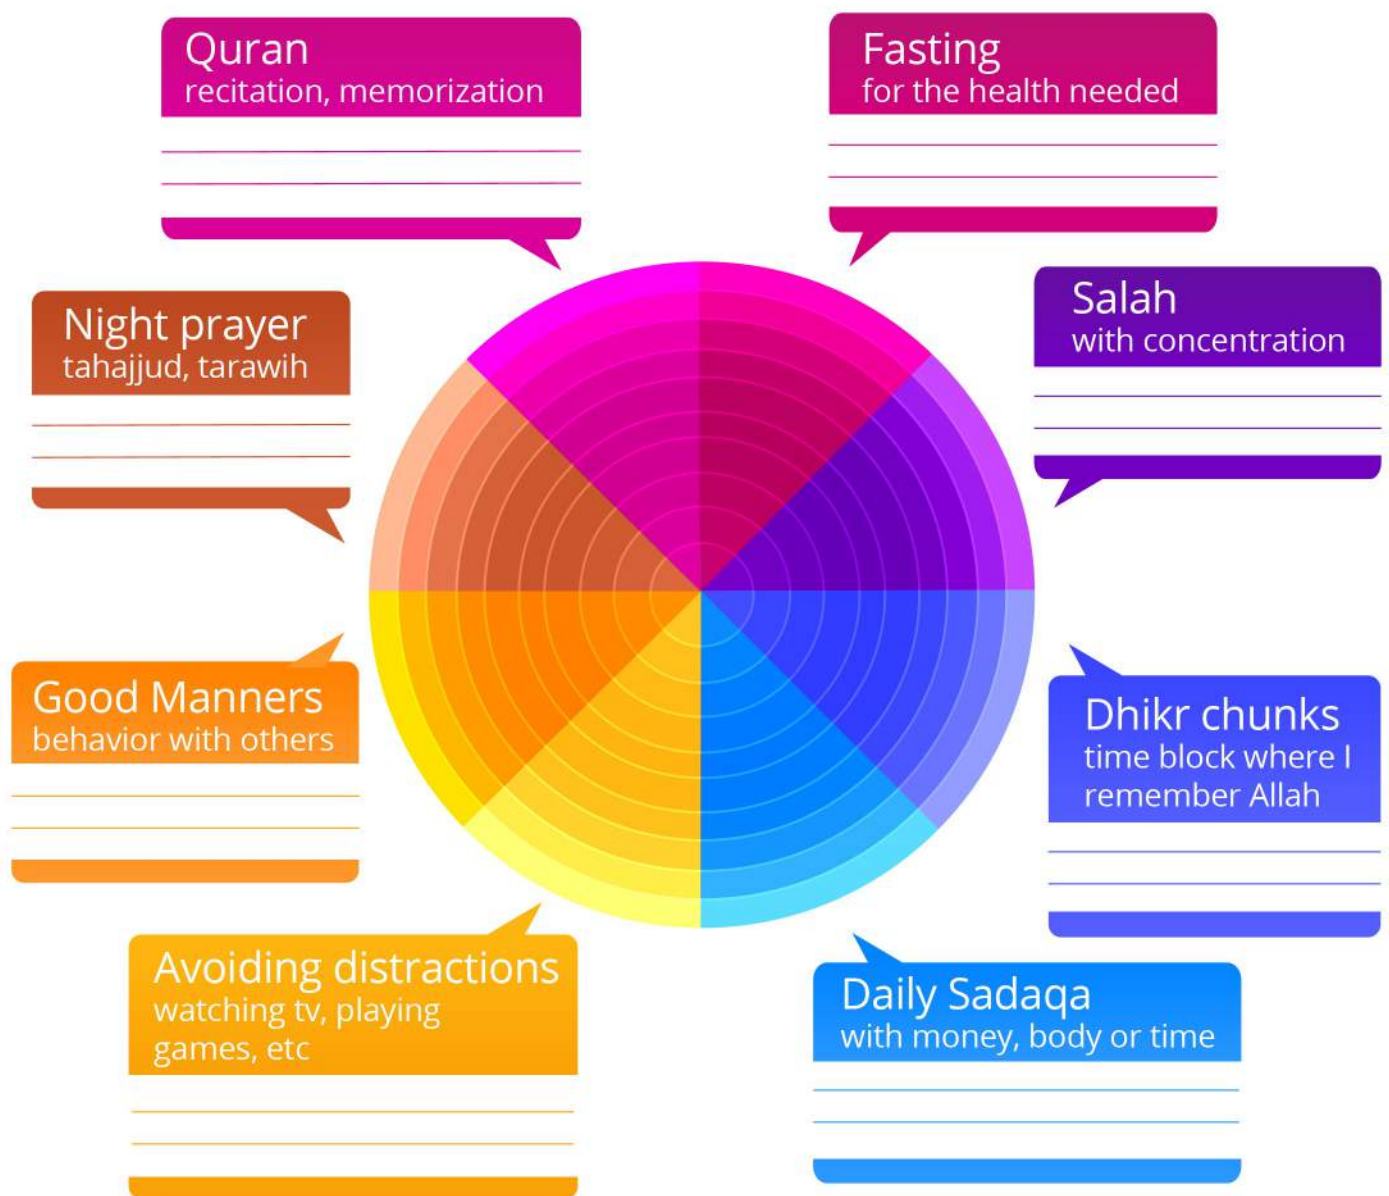 Quran
recitation, memorization
Fasting
for the health needed
Night prayer
tahajjud, tarawih
Salah
with concentration
Good Manners
behavior with others
Dhikr chunks
time block where I
remember Allah
Avoiding distractions
watching tv, playing
games, etc
Daily Sadaqa
with money, body or time